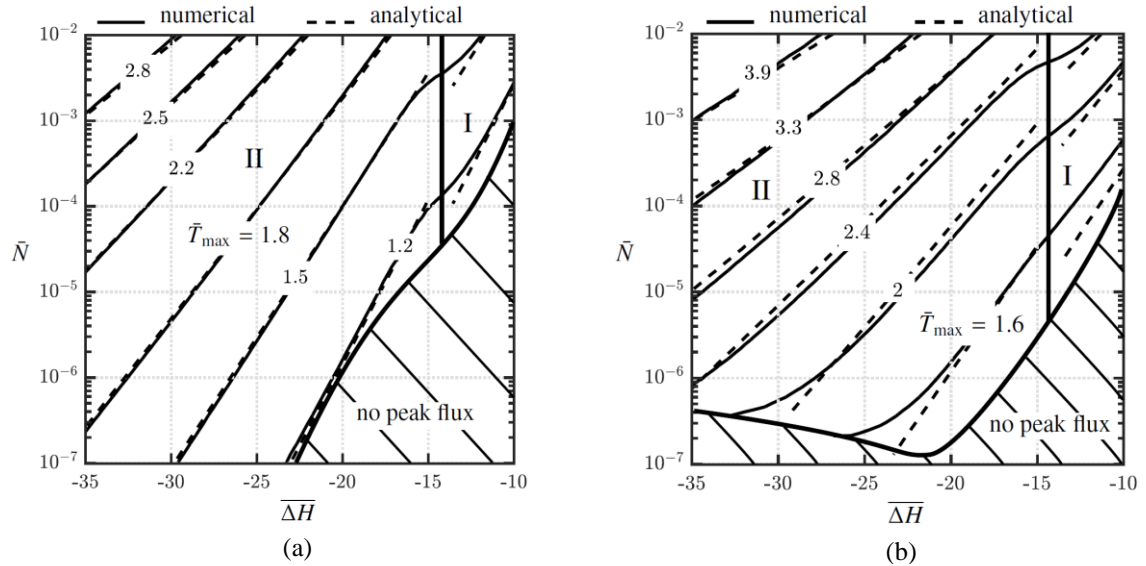 numerical analytical
10⁻²
10⁻³
10⁻⁴
N̄
10⁻⁵
10⁻⁶
10⁻⁷
2.8
2.5
2.2
II
I
T̄max = 1.8
1.2
1.5
no peak flux
-35 -30 -25 -20 -15 -10
ΔH̅
(a)
numerical analytical
10⁻²
10⁻³
10⁻⁴
N̄
10⁻⁵
10⁻⁶
10⁻⁷
3.9
3.3
II
I
2.8
2.4
2
T̄max = 1.6
no peak flux
-35 -30 -25 -20 -15 -10
ΔH̅
(b)